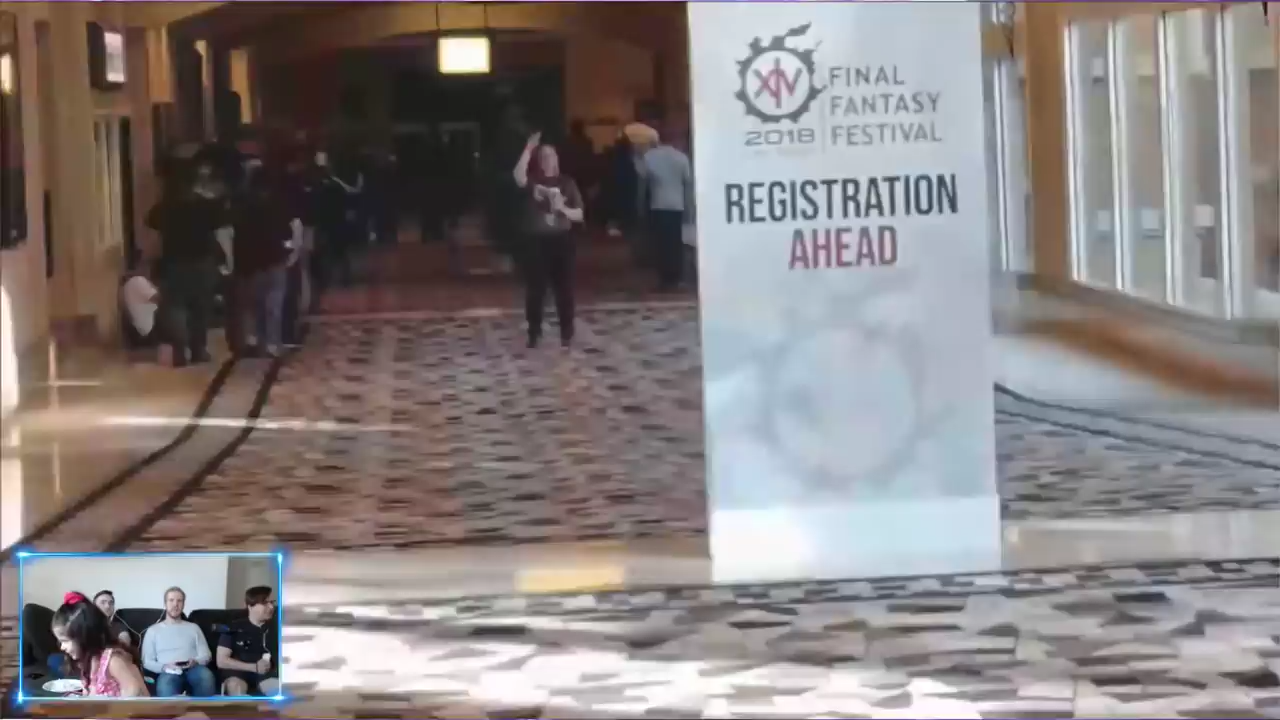 XIV
FINAL
FANTASY
2018
FESTIVAL
REGISTRATION
AHEAD